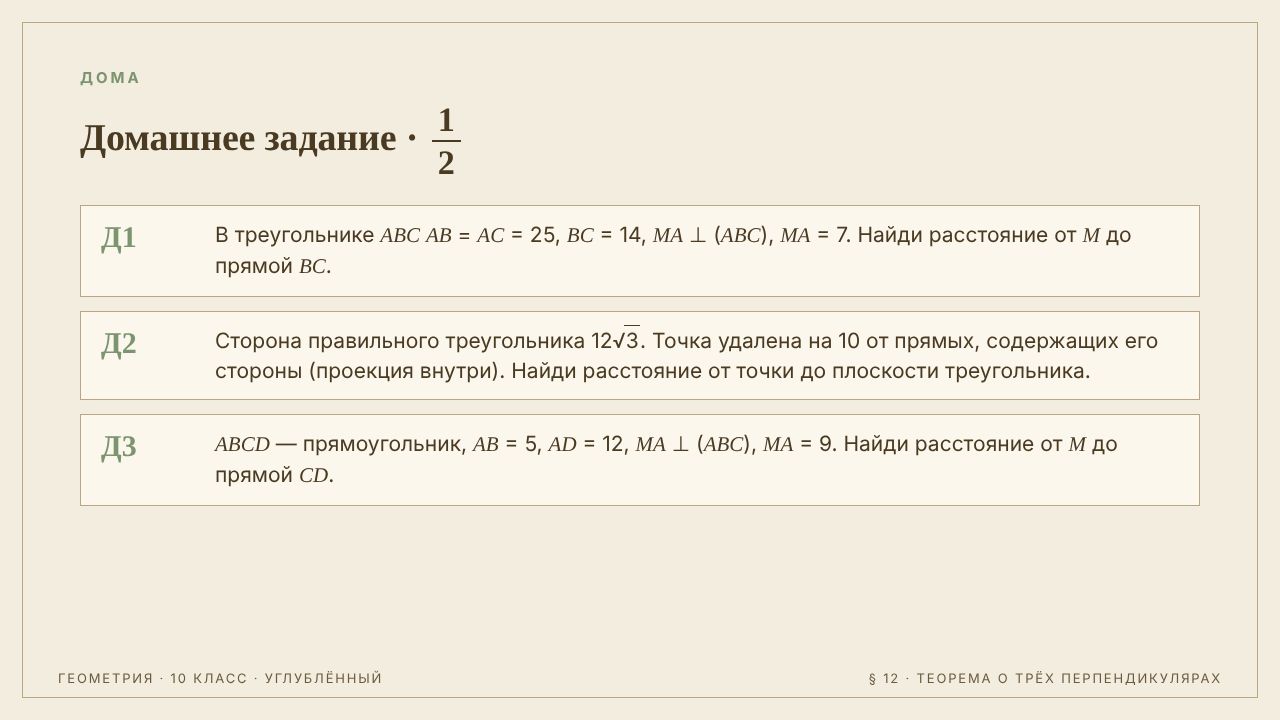 ДОМА
Домашнее задание · 1/2
Д1
В треугольнике ABC AB = AC = 25, BC = 14, MA ⊥ (ABC), MA = 7. Найди расстояние от M до
прямой BC.
Д2
Сторона правильного треугольника 12√3. Точка удалена на 10 от прямых, содержащих его
стороны (проекция внутри). Найди расстояние от точки до плоскости треугольника.
Д3
ABCD — прямоугольник, AB = 5, AD = 12, MA ⊥ (ABC), MA = 9. Найди расстояние от M до
прямой CD.
ГЕОМЕТРИЯ · 10 КЛАСС · УГЛУБЛЁННЫЙ
§ 12 · ТЕОРЕМА О ТРЁХ ПЕРПЕНДИКУЛЯРАХ